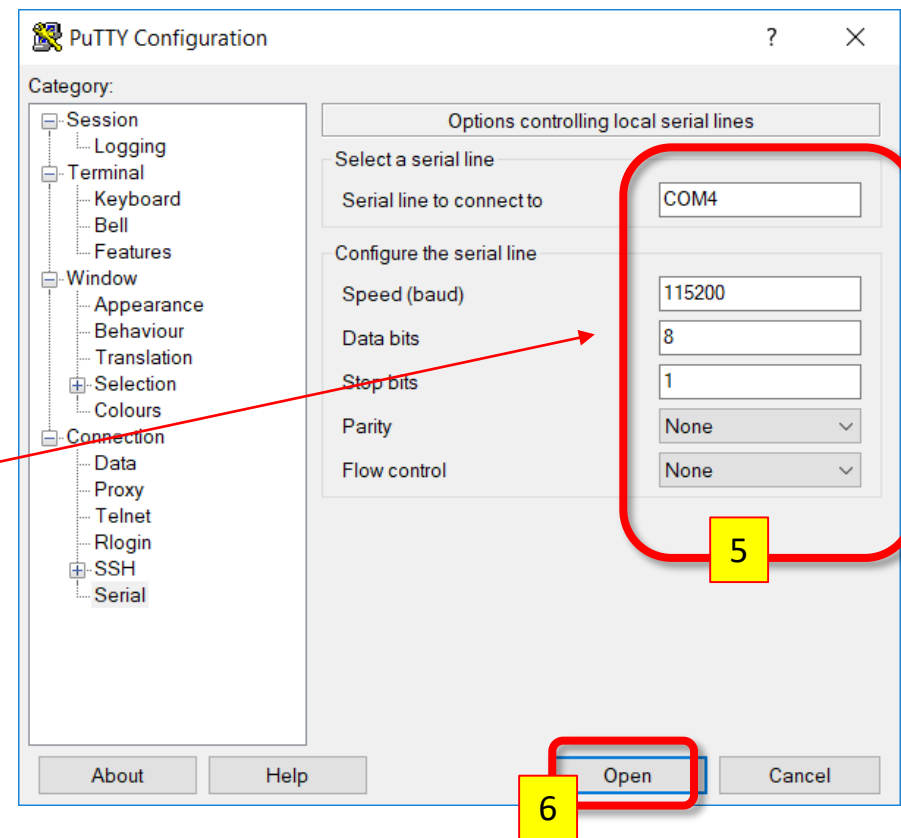 PuTTY Configuration ? ×
Category:
Session
Logging
Terminal
Keyboard
Bell
Features
Window
Appearance
Behaviour
Translation
Selection
Colours
Connection
Data
Proxy
Telnet
Rlogin
SSH
Serial
Options controlling local serial lines
Select a serial line
Serial line to connect to COM4
Configure the serial line
Speed (baud) 115200
Data bits 8
Stop bits 1
Parity None
Flow control None
5
About Help Open Cancel
6